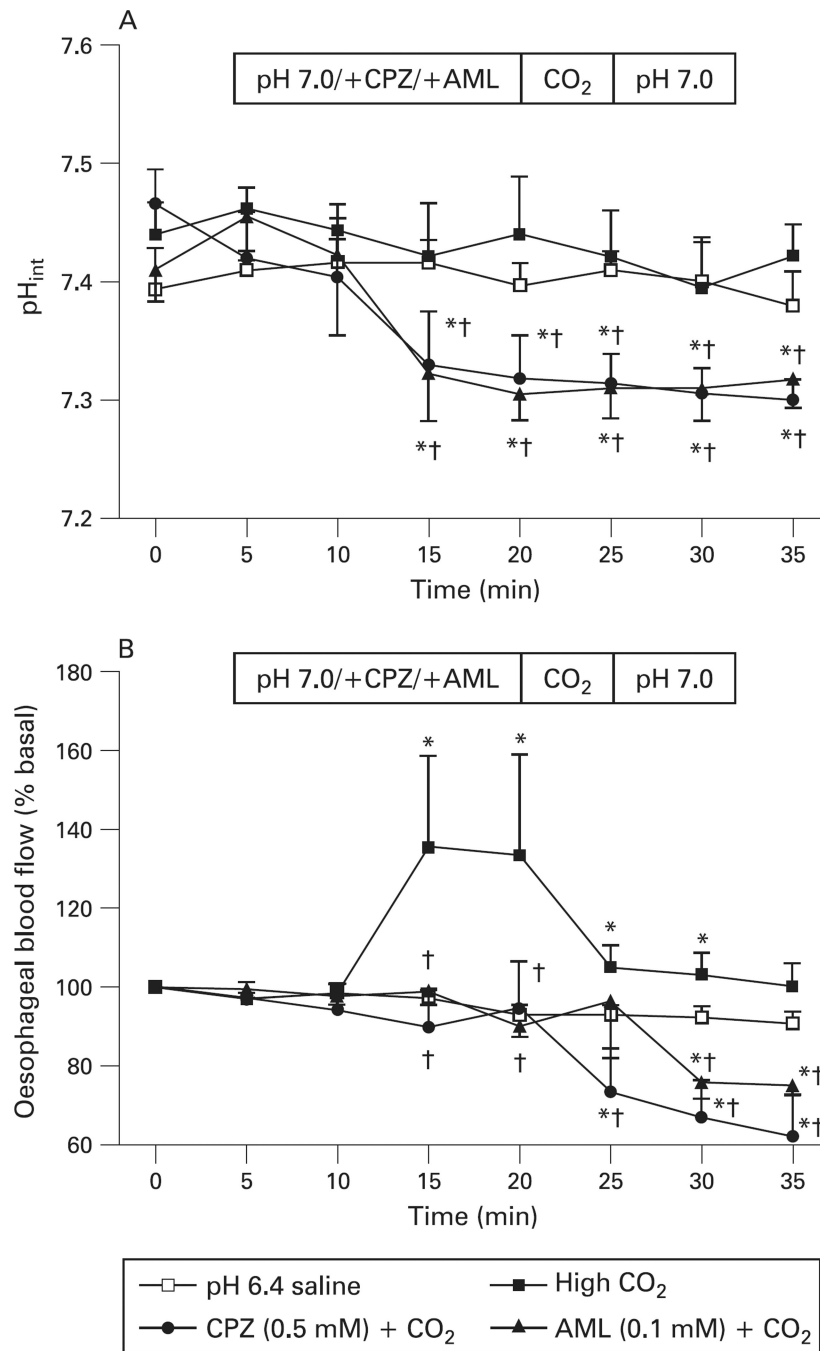 A
pH 7.0/+CPZ/+AML CO₂ pH 7.0
pHint
7.6
7.5
7.4
7.3
7.2
*† *† *† *† *†
*† *† *† *† *†
0 5 10 15 20 25 30 35
Time (min)
B
pH 7.0/+CPZ/+AML CO₂ pH 7.0
Oesophageal blood flow (% basal)
180
160
140
120
100
80
60
* * * *
† † *† *†
† † *† *† *†
0 5 10 15 20 25 30 35
Time (min)
pH 6.4 saline High CO₂
CPZ (0.5 mM) + CO₂ AML (0.1 mM) + CO₂